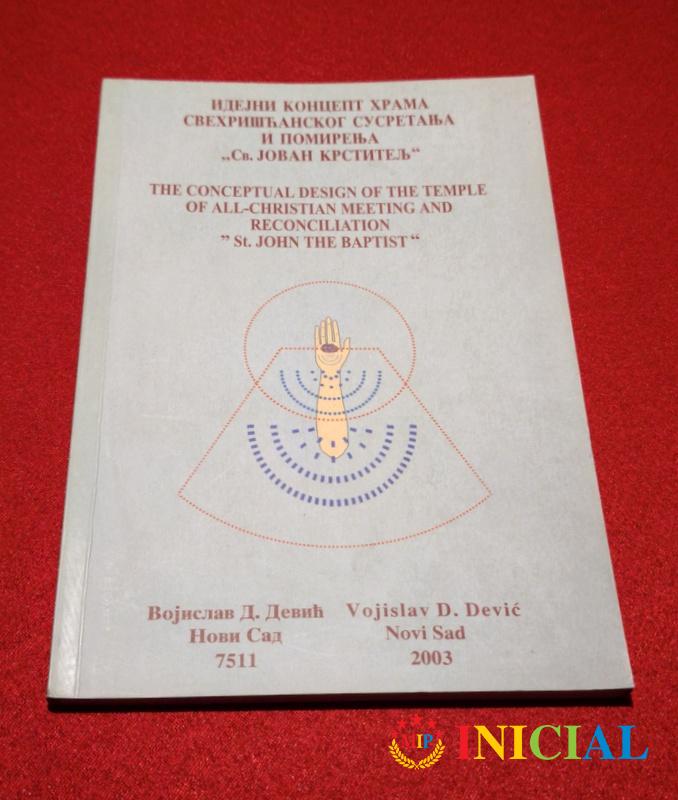 ИДЕЈНИ КОНЦЕПТ ХРАМА
СВЕХРИШЋАНСКОГ СУСРЕТАЊА
И ПОМИРЕЊА
„Св. ЈОВАН КРСТИТЕЉ“
THE CONCEPTUAL DESIGN OF THE TEMPLE
OF ALL-CHRISTIAN MEETING AND
RECONCILIATION
” St. JOHN THE BAPTIST “
Војислав Д. Девић
Нови Сад
7511
Vojislav D. Dević
Novi Sad
2003
IP INICIAL